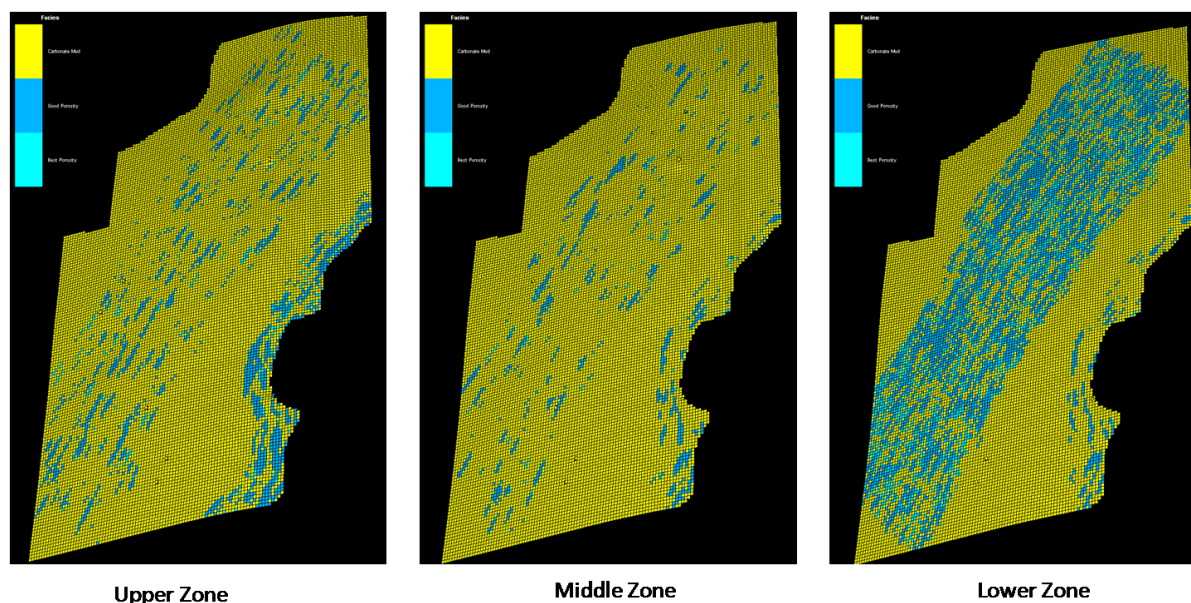 Facies
Carbonate Mud
Good Porosity
Best Porosity
Facies
Carbonate Mud
Good Porosity
Best Porosity
Facies
Carbonate Mud
Good Porosity
Best Porosity
Upper Zone
Middle Zone
Lower Zone